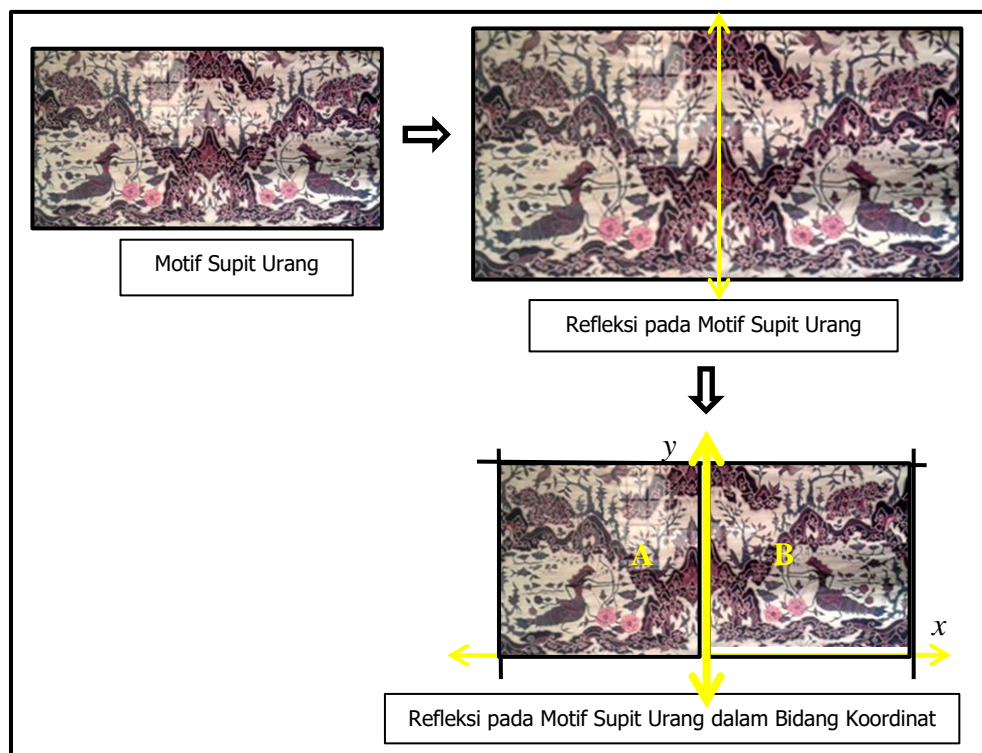 Motif Supit Urang
Refleksi pada Motif Supit Urang
y
A
B
x
Refleksi pada Motif Supit Urang dalam Bidang Koordinat